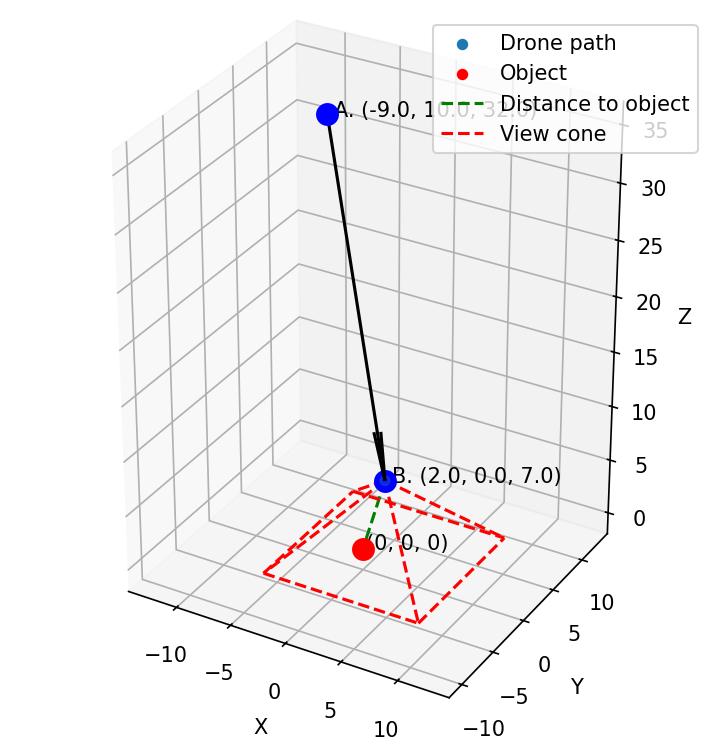 Drone path
Object
Distance to object
View cone
A. (-9.0, 10.0, 32.0)
35
30
25
20
15
10
5
0
Z
B. (2.0, 0.0, 7.0)
(0, 0, 0)
−10
−5
0
5
10
X
−10
−5
0
5
10
Y